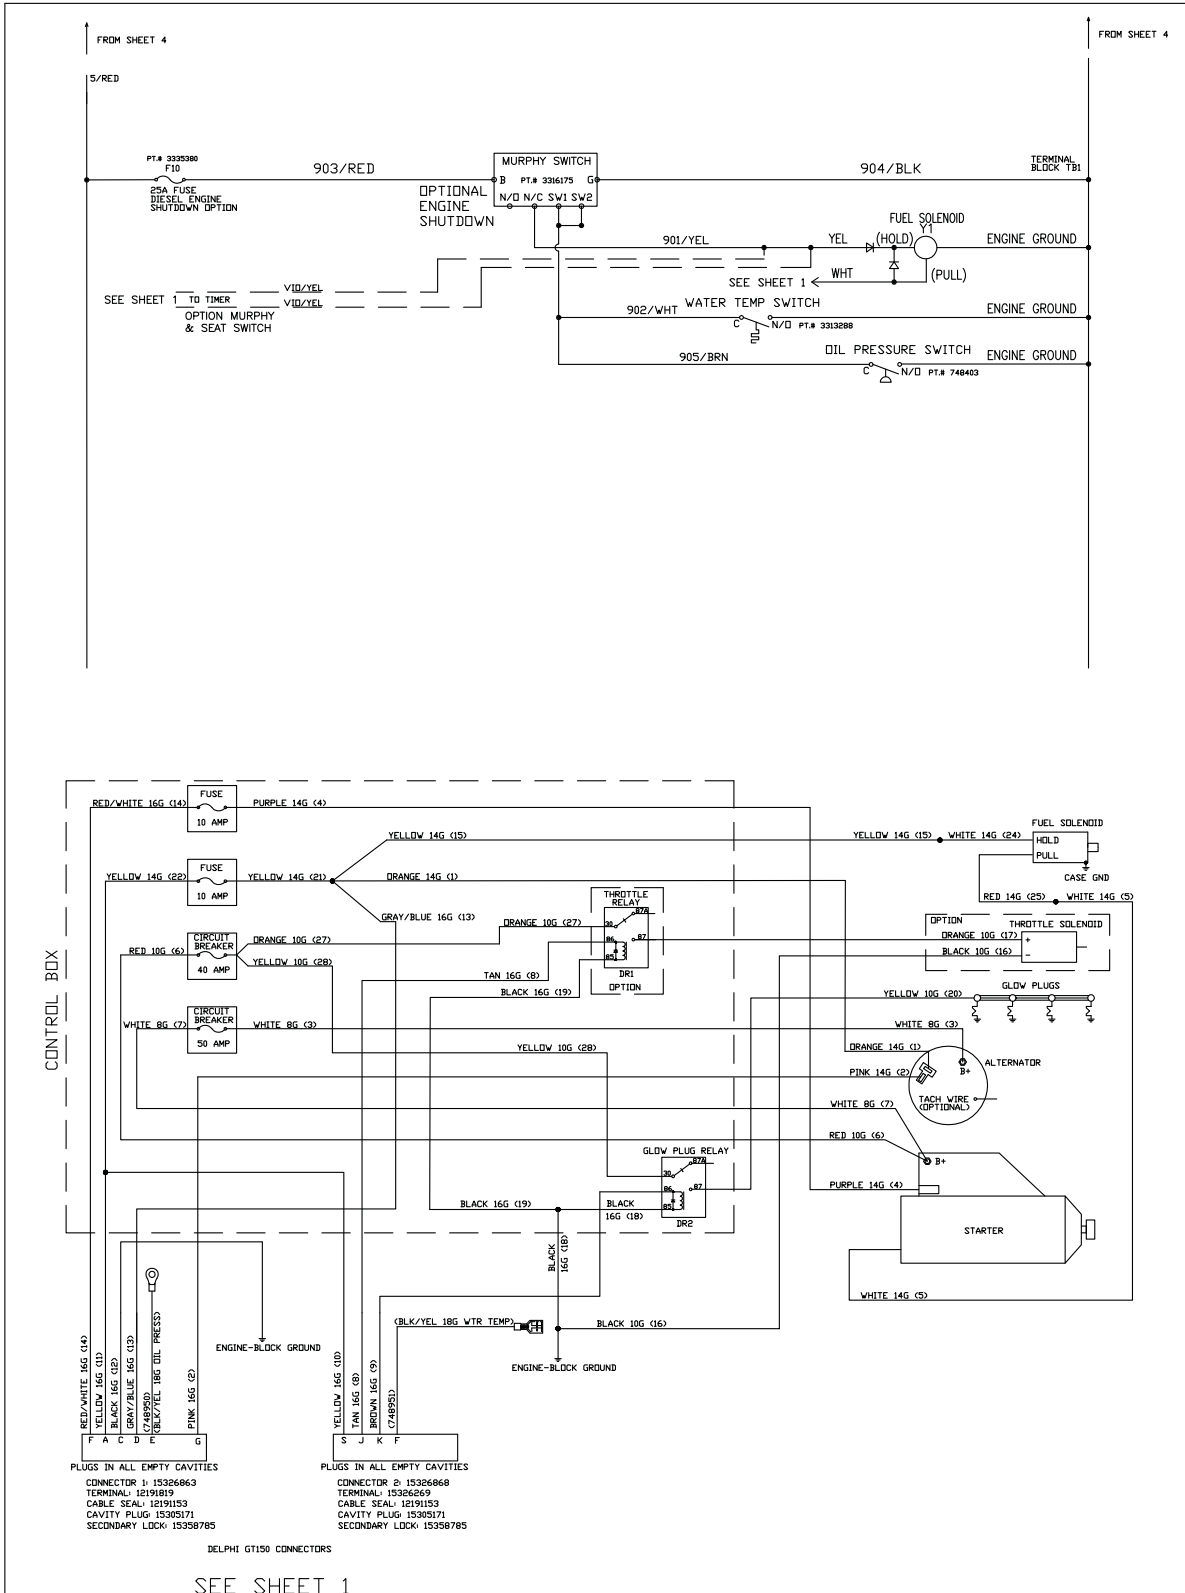 FROM SHEET 4
FROM SHEET 4
5/RED
PT.# 3335380
F10
25A FUSE
DIESEL ENGINE
SHUTDOWN OPTION
903/RED
MURPHY SWITCH
B PT.# 3316175 G
N/O N/C SW1 SW2
OPTIONAL
ENGINE
SHUTDOWN
904/BLK
TERMINAL
BLOCK TB1
FUEL SOLENOID
Y1
901/YEL
YEL
(HOLD)
ENGINE GROUND
SEE SHEET 1
WHT
(PULL)
VIO/YEL
SEE SHEET 1 TO TIMER
VIO/YEL
OPTION MURPHY
& SEAT SWITCH
902/WHT
WATER TEMP SWITCH
C N/O PT.# 3313288
ENGINE GROUND
905/BRN
OIL PRESSURE SWITCH
C N/O PT.# 748403
ENGINE GROUND
CONTROL BOX
RED/WHITE 16G (14)
FUSE
10 AMP
PURPLE 14G (4)
YELLOW 14G (15)
YELLOW 14G (15)
WHITE 14G (24)
FUEL SOLENOID
HOLD
PULL
CASE GND
YELLOW 14G (22)
FUSE
10 AMP
YELLOW 14G (21)
ORANGE 14G (1)
RED 14G (25)
WHITE 14G (5)
GRAY/BLUE 16G (13)
THROTTLE
RELAY
87A
30
86
87
85
DR1
OPTION
ORANGE 10G (27)
OPTION
THROTTLE SOLENOID
ORANGE 10G (17)
+
BLACK 10G (16)
-
RED 10G (6)
CIRCUIT
BREAKER
40 AMP
ORANGE 10G (27)
YELLOW 10G (28)
TAN 16G (8)
BLACK 16G (19)
GLOW PLUGS
YELLOW 10G (20)
WHITE 8G (7)
CIRCUIT
BREAKER
50 AMP
WHITE 8G (3)
WHITE 8G (3)
YELLOW 10G (28)
ORANGE 14G (1)
ALTERNATOR
B+
PINK 14G (2)
TACH WIRE
(OPTIONAL)
WHITE 8G (7)
RED 10G (6)
B+
GLOW PLUG RELAY
87A
30
86
87
85
DR2
PURPLE 14G (4)
STARTER
BLACK 16G (19)
BLACK
16G (18)
BLACK
16G (18)
WHITE 14G (5)
(BLK/YEL 18G WTR TEMP)
BLACK 10G (16)
ENGINE-BLOCK GROUND
ENGINE-BLOCK GROUND
RED/WHITE 16G (14)
YELLOW 16G (11)
BLACK 16G (12)
GRAY/BLUE 16G (13)
(748950)
(BLK/YEL 18G OIL PRESS)
PINK 16G (2)
YELLOW 16G (10)
TAN 16G (8)
BROWN 16G (9)
(748951)
F A C D E G
S J K F
PLUGS IN ALL EMPTY CAVITIES
CONNECTOR 1: 15326863
TERMINAL: 12191819
CABLE SEAL: 12191153
CAVITY PLUG: 15305171
SECONDARY LOCK: 15358785
PLUGS IN ALL EMPTY CAVITIES
CONNECTOR 2: 15326868
TERMINAL: 15326269
CABLE SEAL: 12191153
CAVITY PLUG: 15305171
SECONDARY LOCK: 15358785
DELPHI GT150 CONNECTORS
SEE SHEET 1